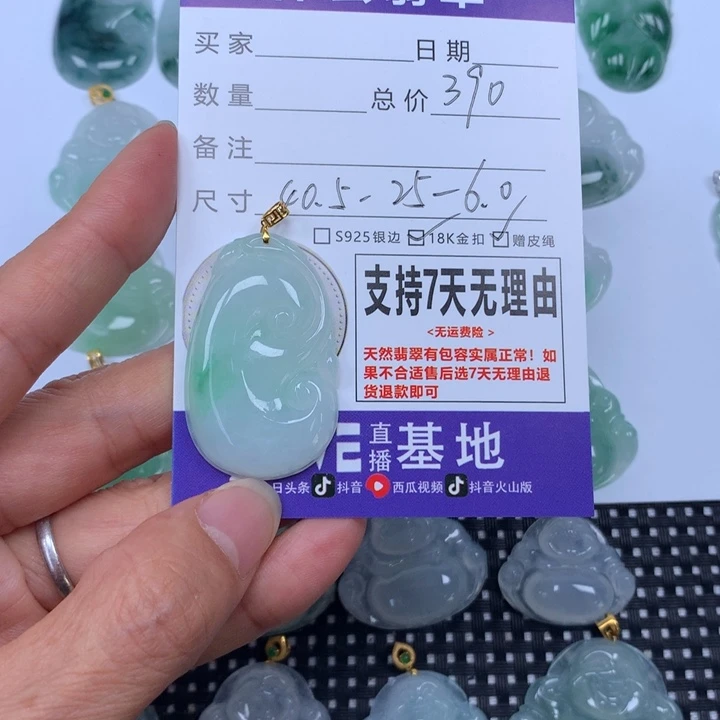 买家 日期
数量 总价 390
备注
尺寸 40.5-25-6.0
S925银边 18K金扣 赠皮绳
支持7天无理由
<无运费险>
天然翡翠有包容实属正常！如
果不合适售后选7天无理由退
货退款即可
直播基地
日头条 抖音 西瓜视频 抖音火山版